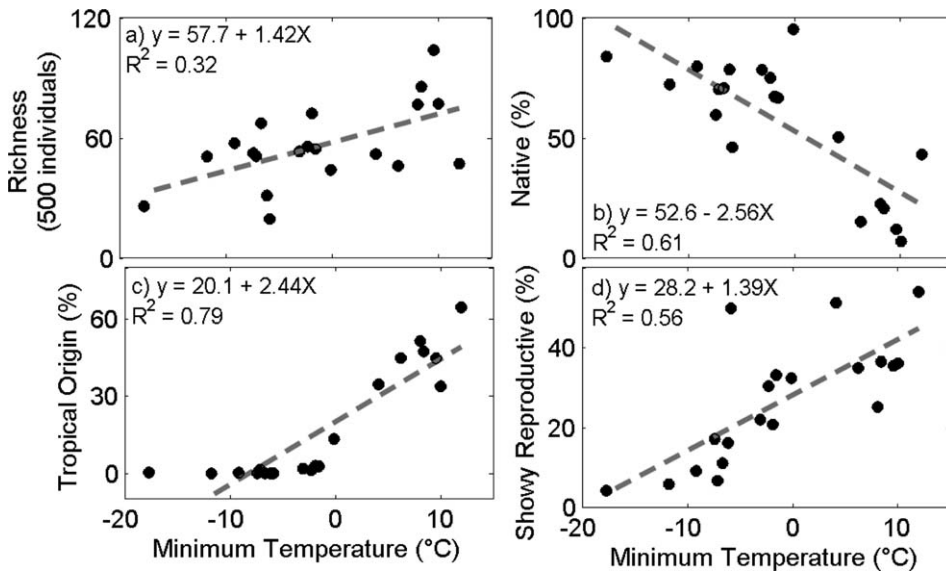 120
60
0
Richness
(500 individuals)
a) y = 57.7 + 1.42X
R² = 0.32
100
50
0
Native (%)
b) y = 52.6 - 2.56X
R² = 0.61
60
30
0
Tropical Origin (%)
c) y = 20.1 + 2.44X
R² = 0.79
-20
-10
0
10
Minimum Temperature (°C)
40
20
0
Showy Reproductive (%)
d) y = 28.2 + 1.39X
R² = 0.56
-20
-10
0
10
Minimum Temperature (°C)